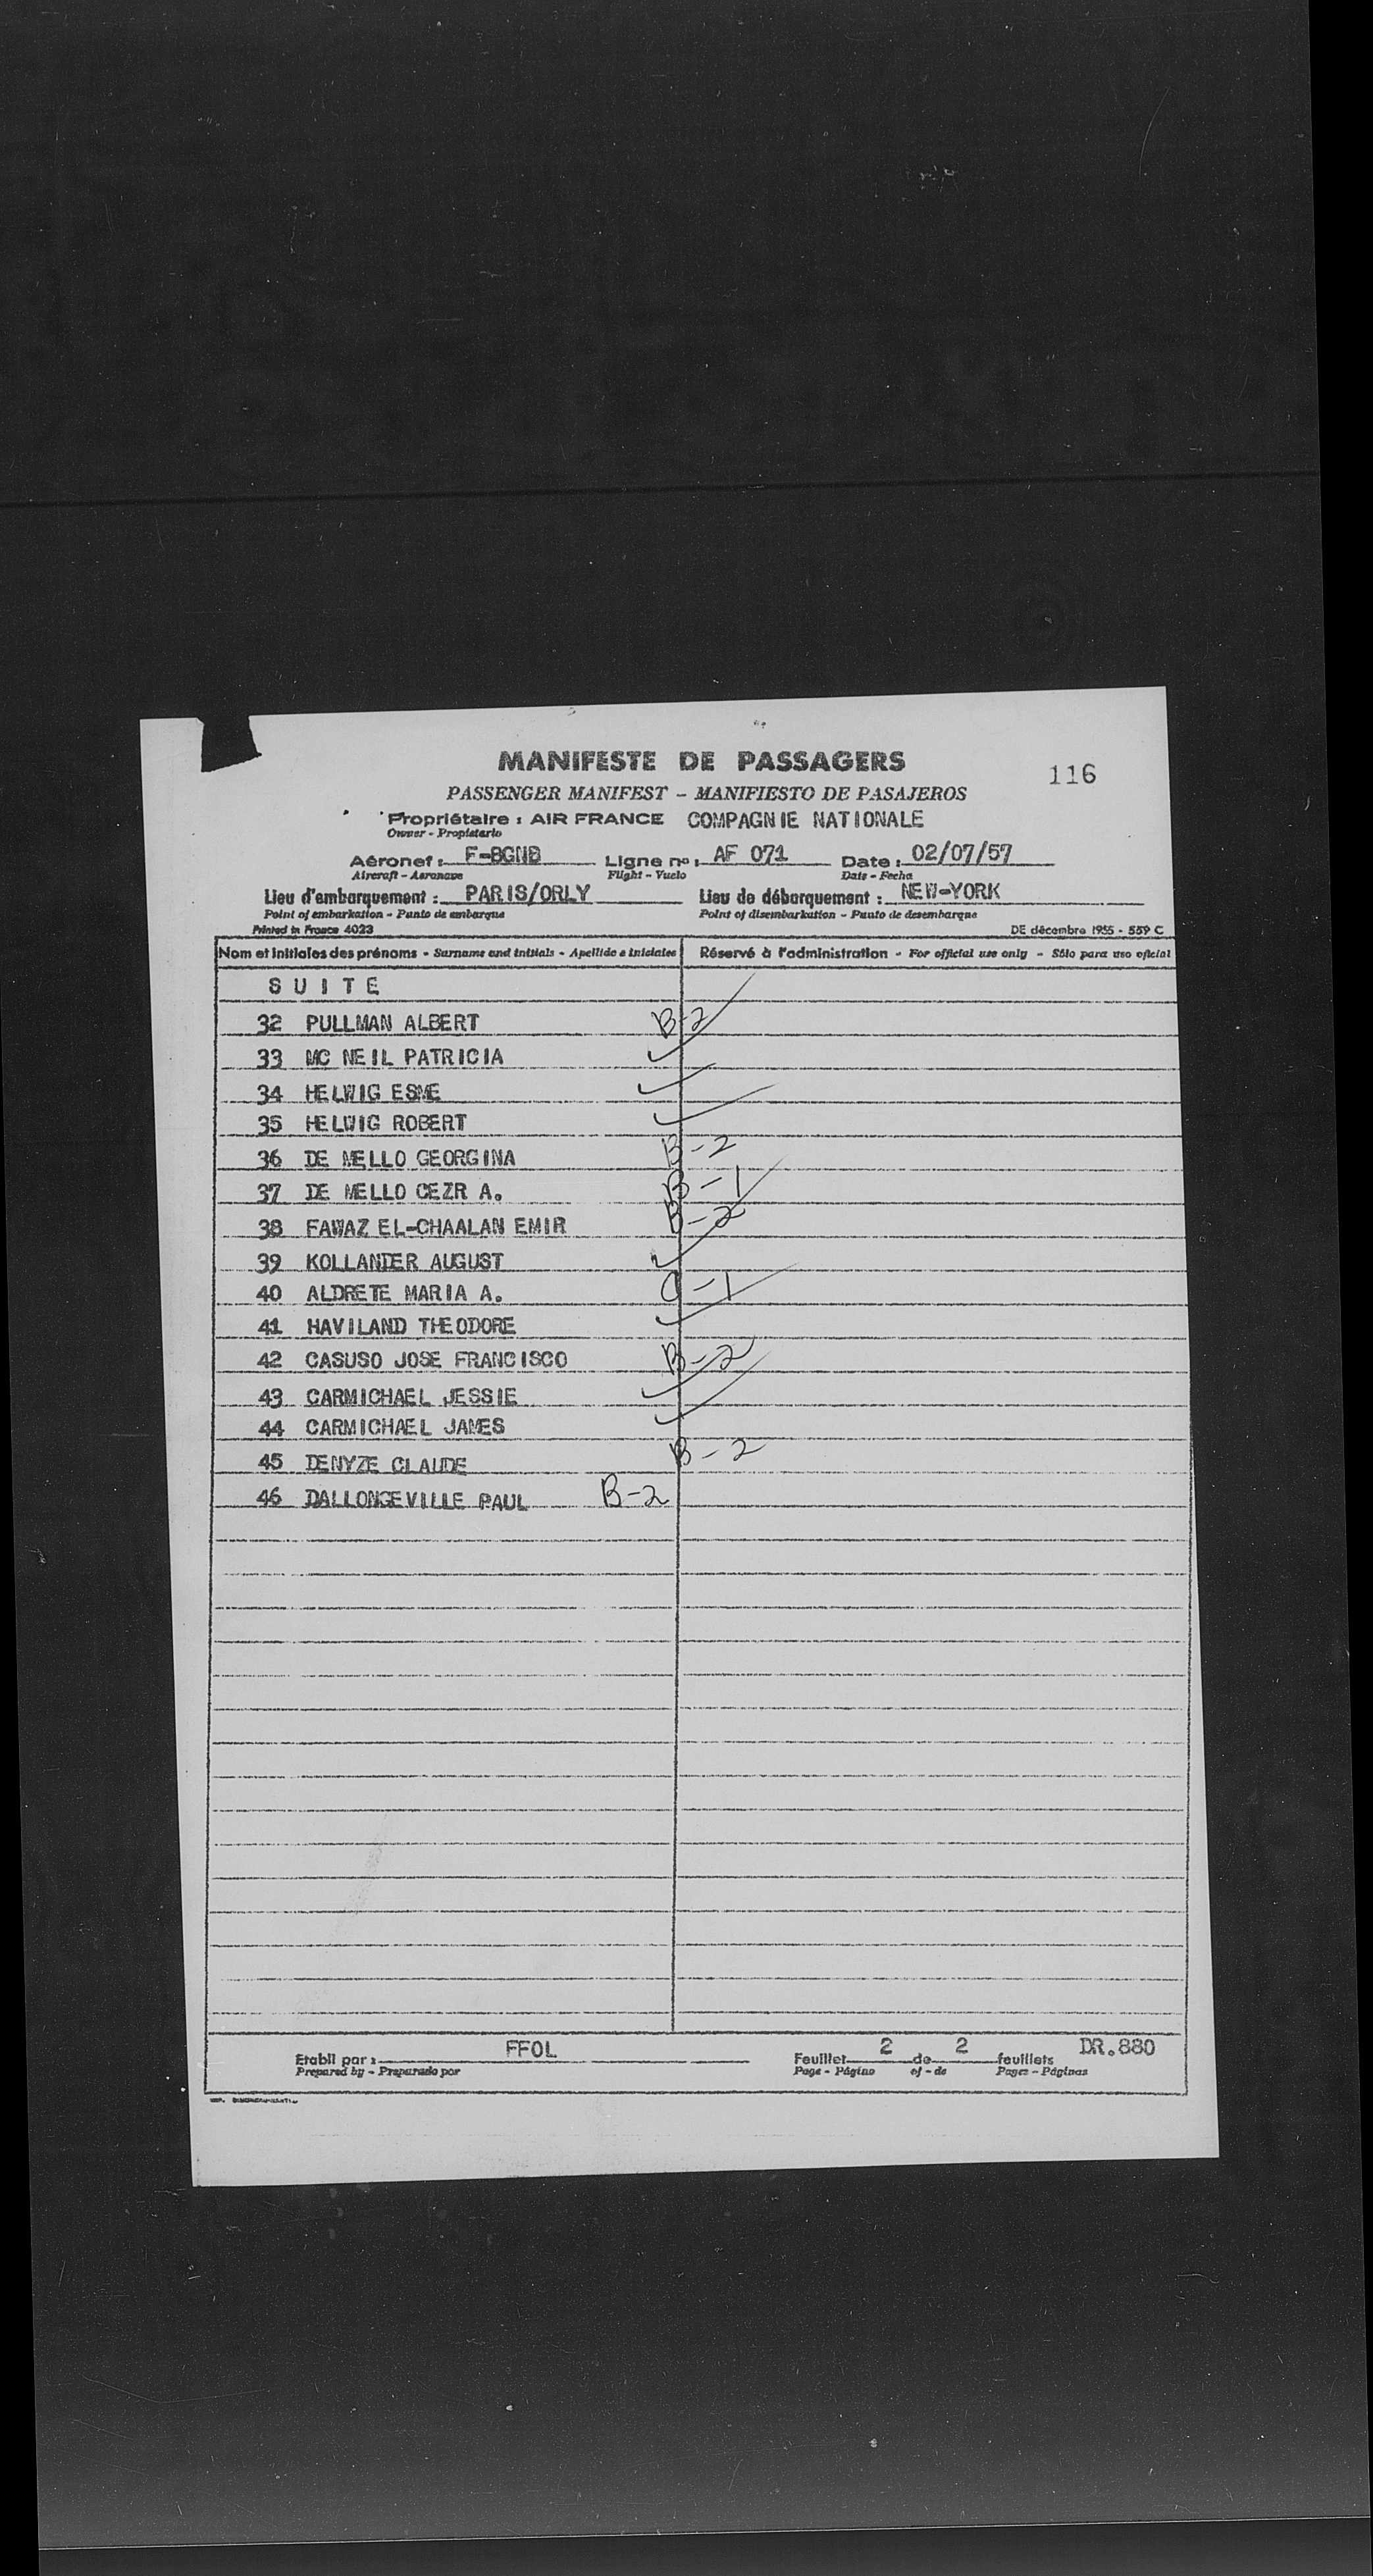 MANIFESTE DE PASSAGERS
116
PASSENGER MANIFEST - MANIFIESTO DE PASAJEROS
Propriétaire : AIR FRANCE COMPAGNIE NATIONALE
Owner - Propietario
Aéronef : F-BGNB Ligne nº : AF 071 Date : 02/07/57
Aircraft - Aeronave Flight - Vuelo Date - Fecha
Lieu d'embarquement : PARIS/ORLY Lieu de débarquement : NEW-YORK
Point of embarkation - Punto de embarque Point of disembarkation - Punto de desembarque
Printed in France 4023 DE décembre 1955 - 559 C
Nom et initiales des prénoms - Surname and initials - Apellido e iniciales Réservé à l'administration - For official use only - Sólo para uso oficial
S U I T E
32 PULLMAN ALBERT B-2
33 MC NEIL PATRICIA
34 HELWIG ESME
35 HELWIG ROBERT
36 DE MELLO GEORGINA B-2
37 DE MELLO CEZR A. B-1
38 FAWAZ EL-CHAALAN EMIR B-2
39 KOLLANDER AUGUST
40 ALDRETE MARIA A. C-1
41 HAVILAND THEODORE
42 CASUSO JOSE FRANCISCO B-2
43 CARMICHAEL JESSIE
44 CARMICHAEL JAMES
45 DENYZE CLAUDE B-2
46 DALLONGEVILLE PAUL B-2
Etabli par : FFOL Feuillet 2 de 2 feuillets DR.880
Prepared by - Preparado por Page - Página of - de Pages - Páginas